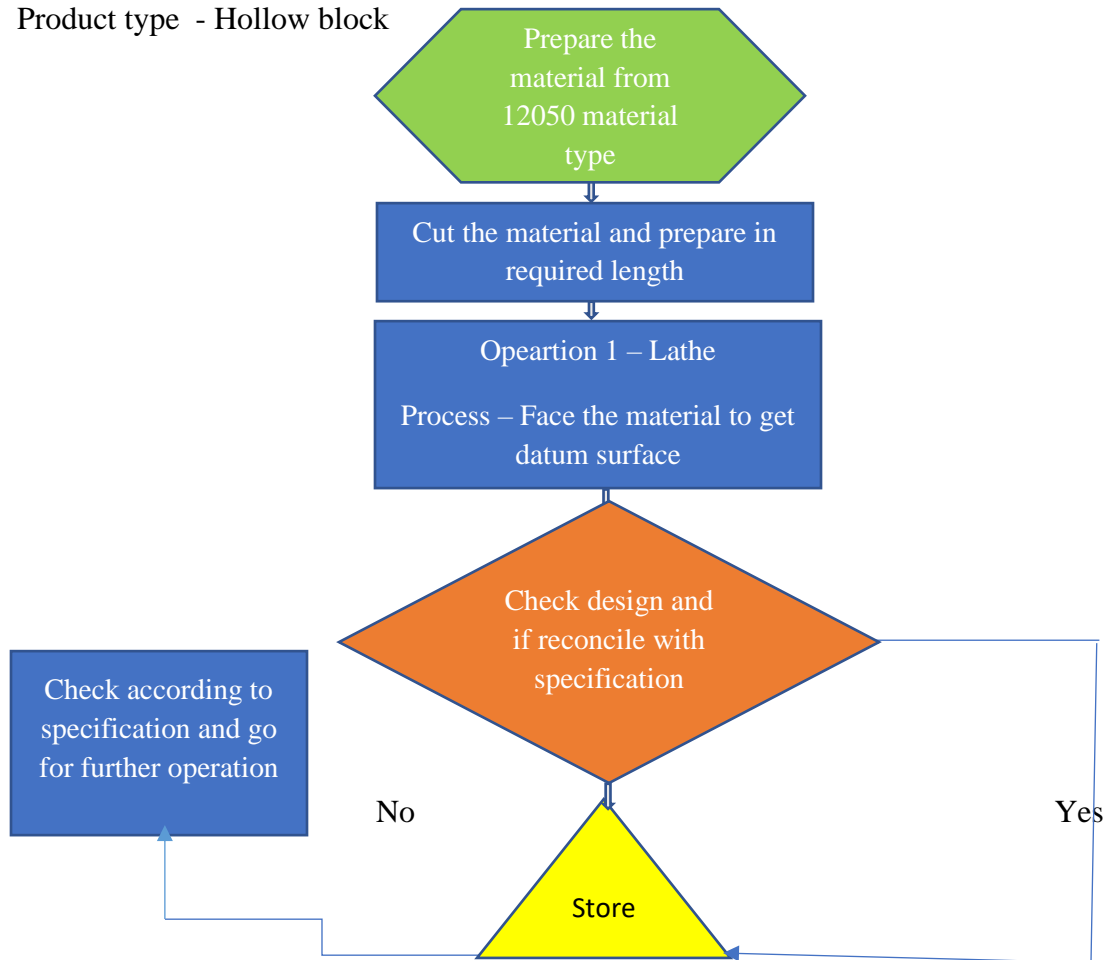 Product type - Hollow block
Prepare the
material from
12050 material
type
Cut the material and prepare in
required length
Opeartion 1 – Lathe
Process – Face the material to get
datum surface
Check design and
if reconcile with
specification
Check according to
specification and go
for further operation
No
Yes
Store